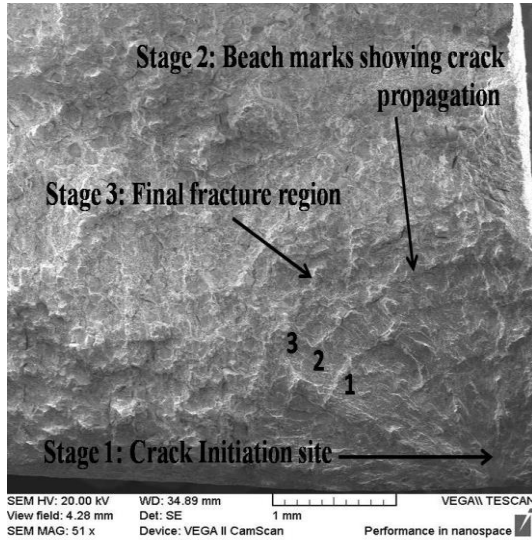 Stage 2: Beach marks showing crack
propagation
Stage 3: Final fracture region
3
2
1
Stage 1: Crack Initiation site
SEM HV: 20.00 kV WD: 34.89 mm VEGA\\ TESCAN
View field: 4.28 mm Det: SE 1 mm
SEM MAG: 51 x Device: VEGA II CamScan Performance in nanospace